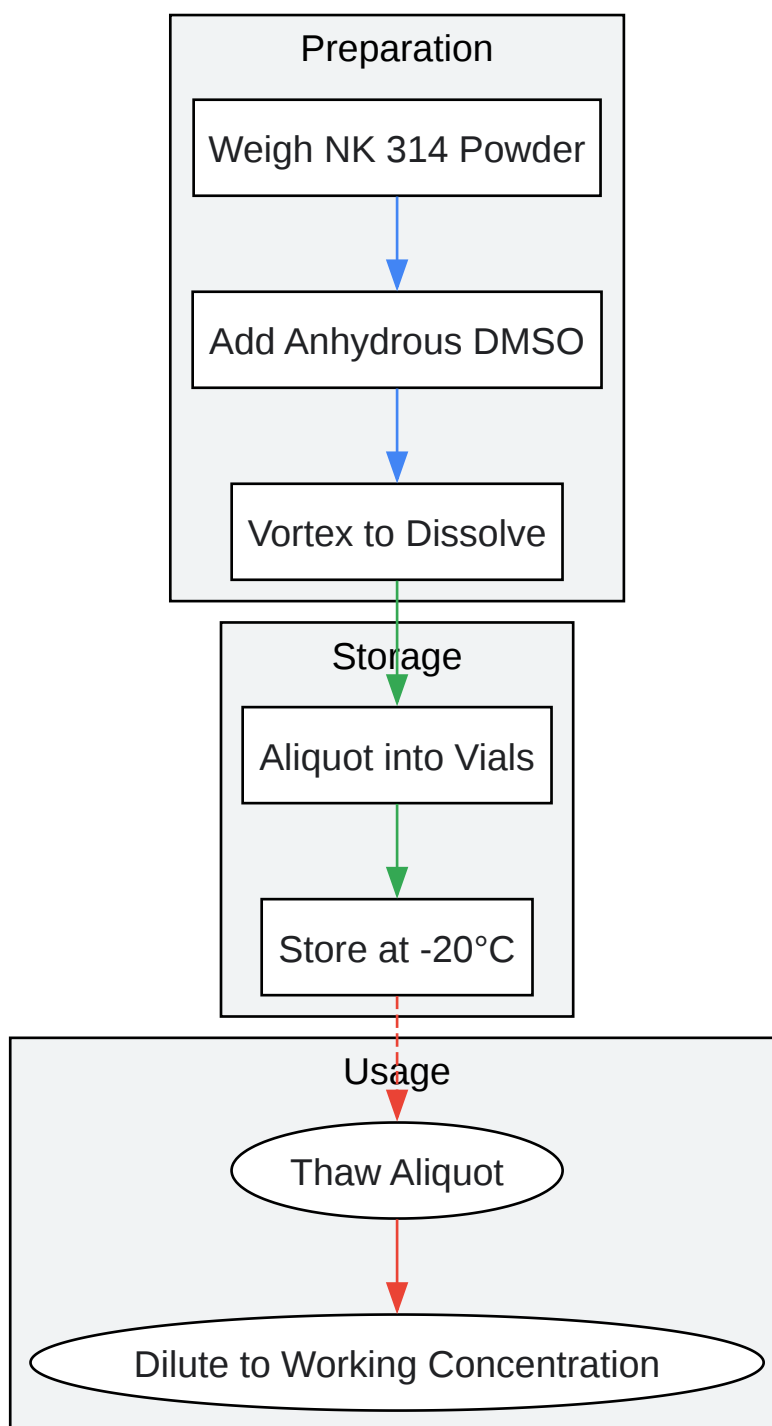 Preparation
Weigh NK 314 Powder
Add Anhydrous DMSO
Vortex to Dissolve
Storage
Aliquot into Vials
Store at -20°C
Usage
Thaw Aliquot
Dilute to Working Concentration